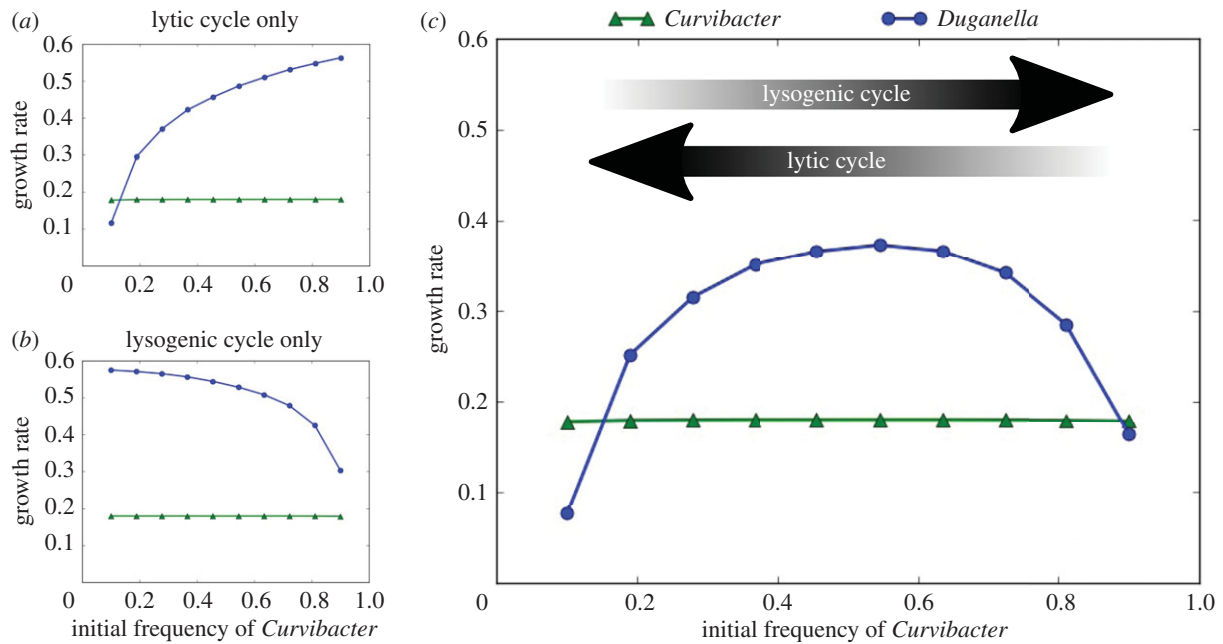 (a) lytic cycle only
0.6
0.5
0.4
0.3
0.2
0.1
growth rate
0 0.2 0.4 0.6 0.8 1.0
(b) lysogenic cycle only
0.6
0.5
0.4
0.3
0.2
0.1
growth rate
0 0.2 0.4 0.6 0.8 1.0
initial frequency of Curvibacter
(c) Curvibacter Duganella
0.6
lysogenic cycle
0.5
lytic cycle
0.4
0.3
0.2
0.1
growth rate
0 0.2 0.4 0.6 0.8 1.0
initial frequency of Curvibacter